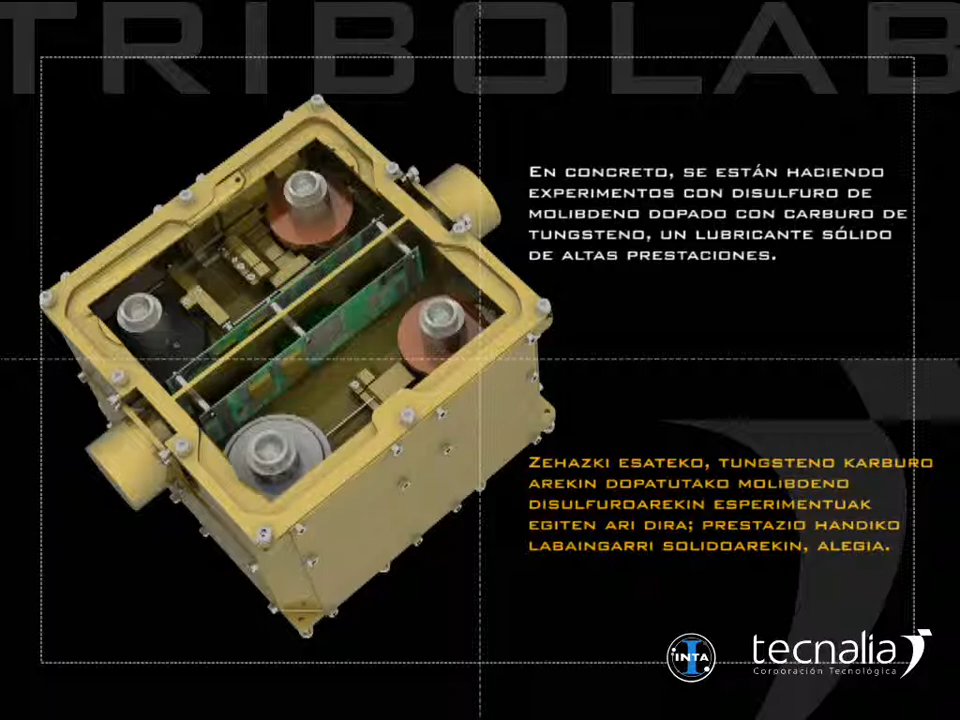 TRIBOLAB
EN CONCRETO, SE ESTÁN HACIENDO
EXPERIMENTOS CON DISULFURO DE
MOLIBDENO DOPADO CON CARBURO DE
TUNGSTENO, UN LUBRICANTE SÓLIDO
DE ALTAS PRESTACIONES.
ZEHAZKI ESATEKO, TUNGSTENO KARBURO
AREKIN DOPATUTAKO MOLIBDENO
DISULFUROAREKIN ESPERIMENTUAK
EGITEN ARI DIRA; PRESTAZIO HANDIKO
LABAINGARRI SOLIDOAREKIN, ALEGIA.
INTA
tecnalia
Corporación Tecnológica